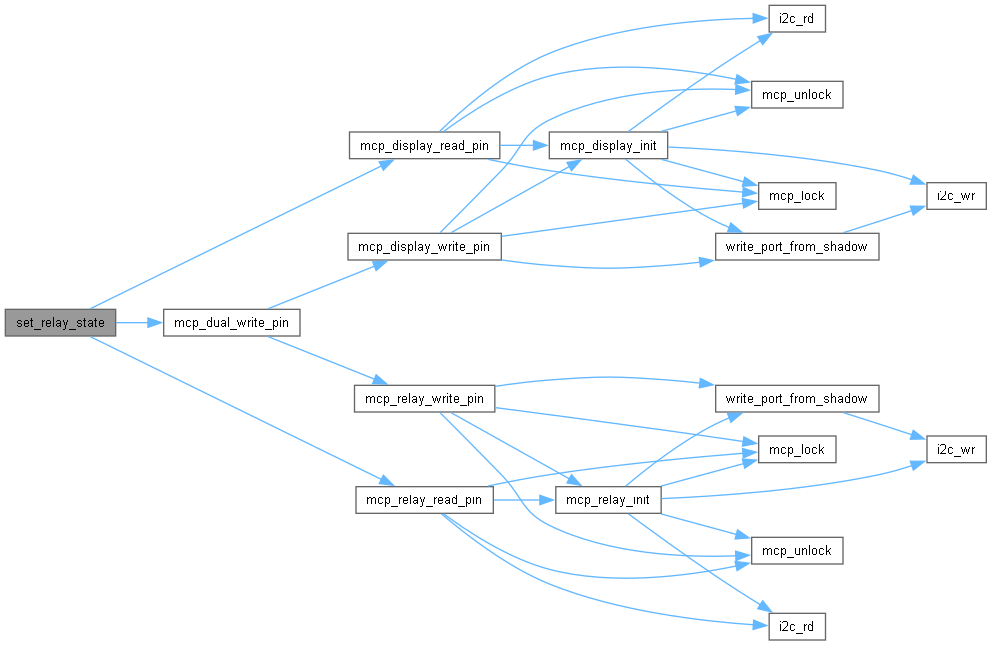 i2c_rd
mcp_unlock
mcp_display_read_pin
mcp_display_init
mcp_lock
i2c_wr
mcp_display_write_pin
write_port_from_shadow
set_relay_state
mcp_dual_write_pin
mcp_relay_write_pin
write_port_from_shadow
mcp_lock
i2c_wr
mcp_relay_read_pin
mcp_relay_init
mcp_unlock
i2c_rd